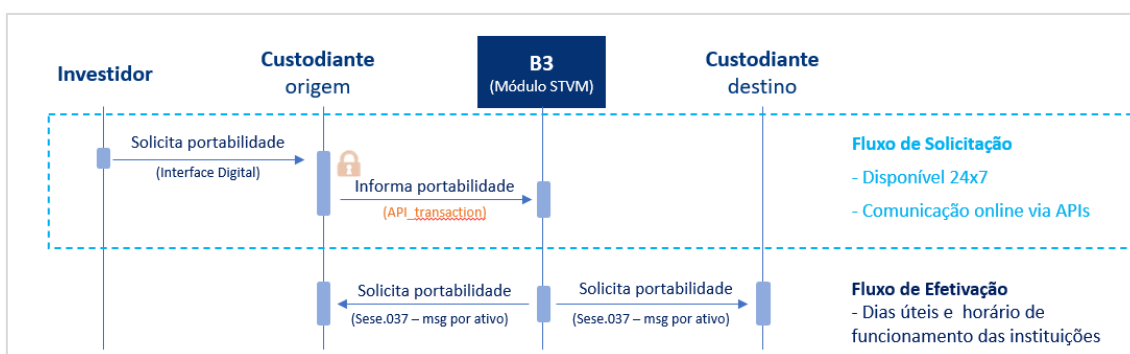 Investidor
Custodiante
origem
B3
(Módulo STVM)
Custodiante
destino
Solicita portabilidade
(Interface Digital)
Informa portabilidade
(API_transaction)
Fluxo de Solicitação
- Disponível 24x7
- Comunicação online via APIs
Solicita portabilidade
(Sese.037 – msg por ativo)
Solicita portabilidade
(Sese.037 – msg por ativo)
Fluxo de Efetivação
- Dias úteis e horário de
funcionamento das instituições